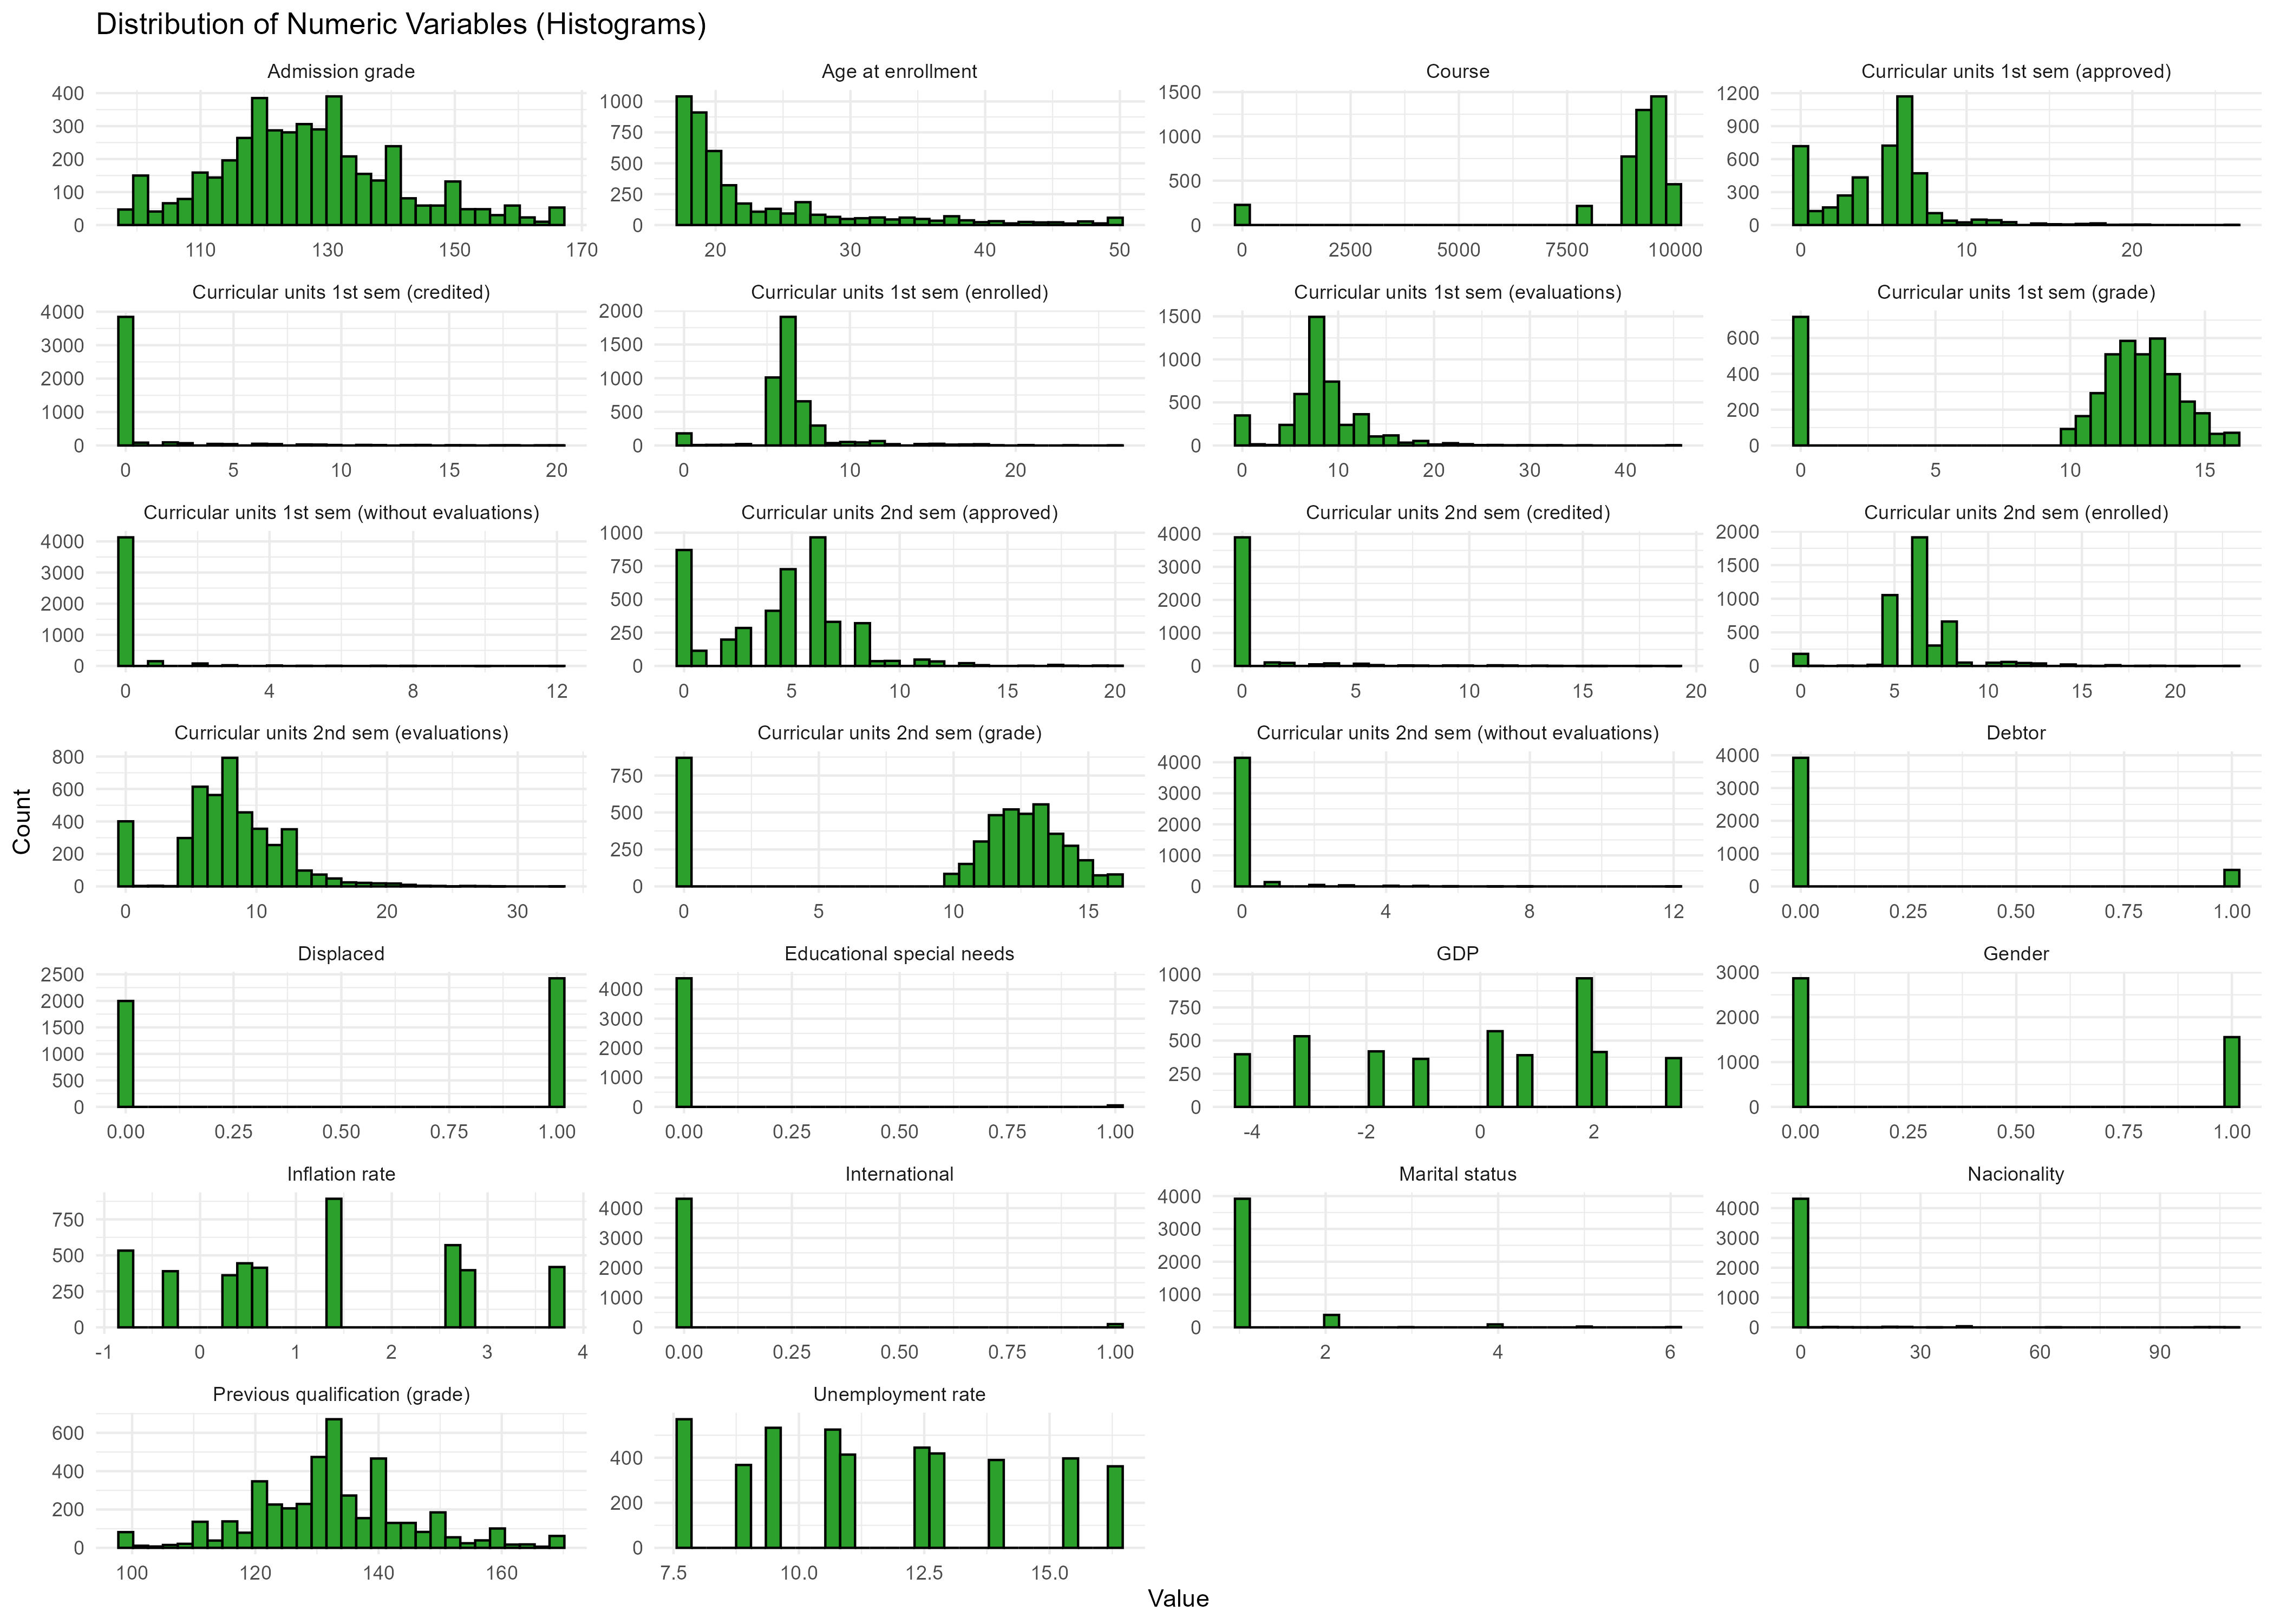 Distribution of Numeric Variables (Histograms)
Admission grade
400
300
200
100
0
110 130 150 170
Age at enrollment
1000
750
500
250
0
20 30 40 50
Course
1500
1000
500
0
0 2500 5000 7500 10000
Curricular units 1st sem (approved)
1200
900
600
300
0
0 10 20
Curricular units 1st sem (credited)
4000
3000
2000
1000
0
0 5 10 15 20
Curricular units 1st sem (enrolled)
2000
1500
1000
500
0
0 10 20
Curricular units 1st sem (evaluations)
1500
1000
500
0
0 10 20 30 40
Curricular units 1st sem (grade)
600
400
200
0
0 5 10 15
Curricular units 1st sem (without evaluations)
4000
3000
2000
1000
0
0 4 8 12
Curricular units 2nd sem (approved)
1000
750
500
250
0
0 5 10 15 20
Curricular units 2nd sem (credited)
4000
3000
2000
1000
0
0 5 10 15 20
Curricular units 2nd sem (enrolled)
2000
1500
1000
500
0
0 5 10 15 20
Curricular units 2nd sem (evaluations)
800
600
400
200
0
0 10 20 30
Curricular units 2nd sem (grade)
750
500
250
0
0 5 10 15
Curricular units 2nd sem (without evaluations)
4000
3000
2000
1000
0
0 4 8 12
Debtor
4000
3000
2000
1000
0
0.00 0.25 0.50 0.75 1.00
Count
Displaced
2500
2000
1500
1000
500
0
0.00 0.25 0.50 0.75 1.00
Educational special needs
4000
3000
2000
1000
0
0.00 0.25 0.50 0.75 1.00
GDP
1000
750
500
250
0
-4 -2 0 2
Gender
3000
2000
1000
0
0.00 0.25 0.50 0.75 1.00
Inflation rate
750
500
250
0
-1 0 1 2 3 4
International
4000
3000
2000
1000
0
0.00 0.25 0.50 0.75 1.00
Marital status
4000
3000
2000
1000
0
2 4 6
Nacionality
4000
3000
2000
1000
0
0 30 60 90
Previous qualification (grade)
600
400
200
0
100 120 140 160
Unemployment rate
400
200
0
7.5 10.0 12.5 15.0
Value